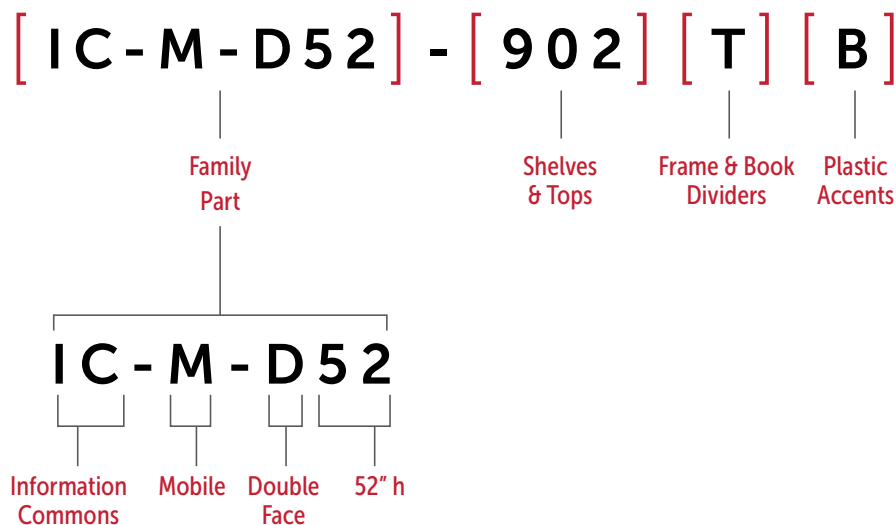 [ IC-M-D52 ] - [ 902 ] [ T ] [ B ]
Family
Part
Shelves
& Tops
Frame & Book
Dividers
Plastic
Accents
IC-M-D52
Information
Commons
Mobile
Double
Face
52" h